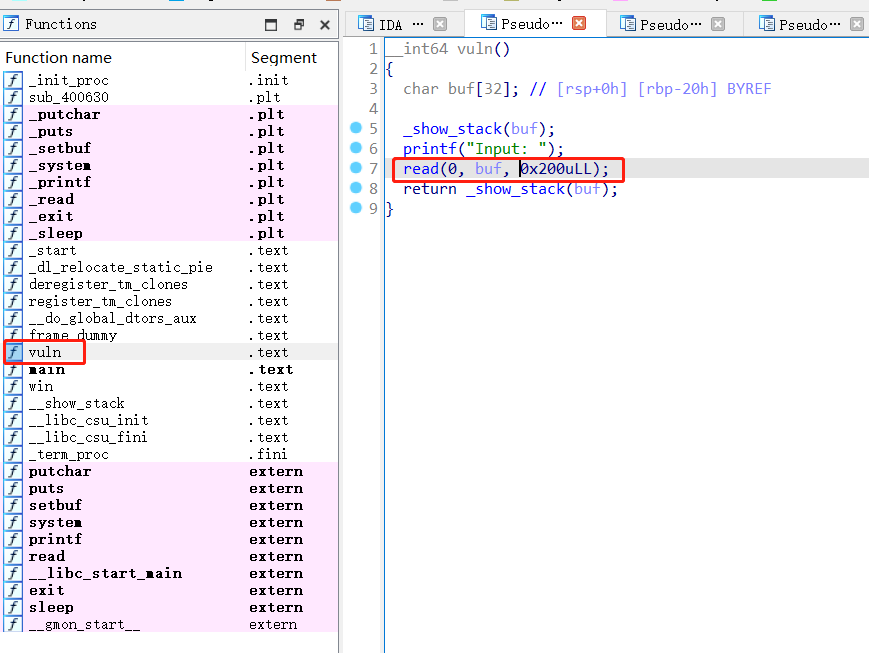 Functions
Function name Segment
_init_proc .init
sub_400630 .plt
_putchar .plt
_puts .plt
_setbuf .plt
_system .plt
_printf .plt
_read .plt
_exit .plt
_sleep .plt
_start .text
_dl_relocate_static_pie .text
deregister_tm_clones .text
register_tm_clones .text
__do_global_dtors_aux .text
frame_dummy .text
vuln .text
main .text
win .text
__show_stack .text
__libc_csu_init .text
__libc_csu_fini .text
_term_proc .fini
putchar extern
puts extern
setbuf extern
system extern
printf extern
read extern
__libc_start_main extern
exit extern
sleep extern
__gmon_start__ extern
IDA ··· Pseudo··· Pseudo··· Pseudo···
1 __int64 vuln()
2 {
3 char buf[32]; // [rsp+0h] [rbp-20h] BYREF
4
5 _show_stack(buf);
6 printf("Input: ");
7 read(0, buf, 0x200uLL);
8 return _show_stack(buf);
9 }